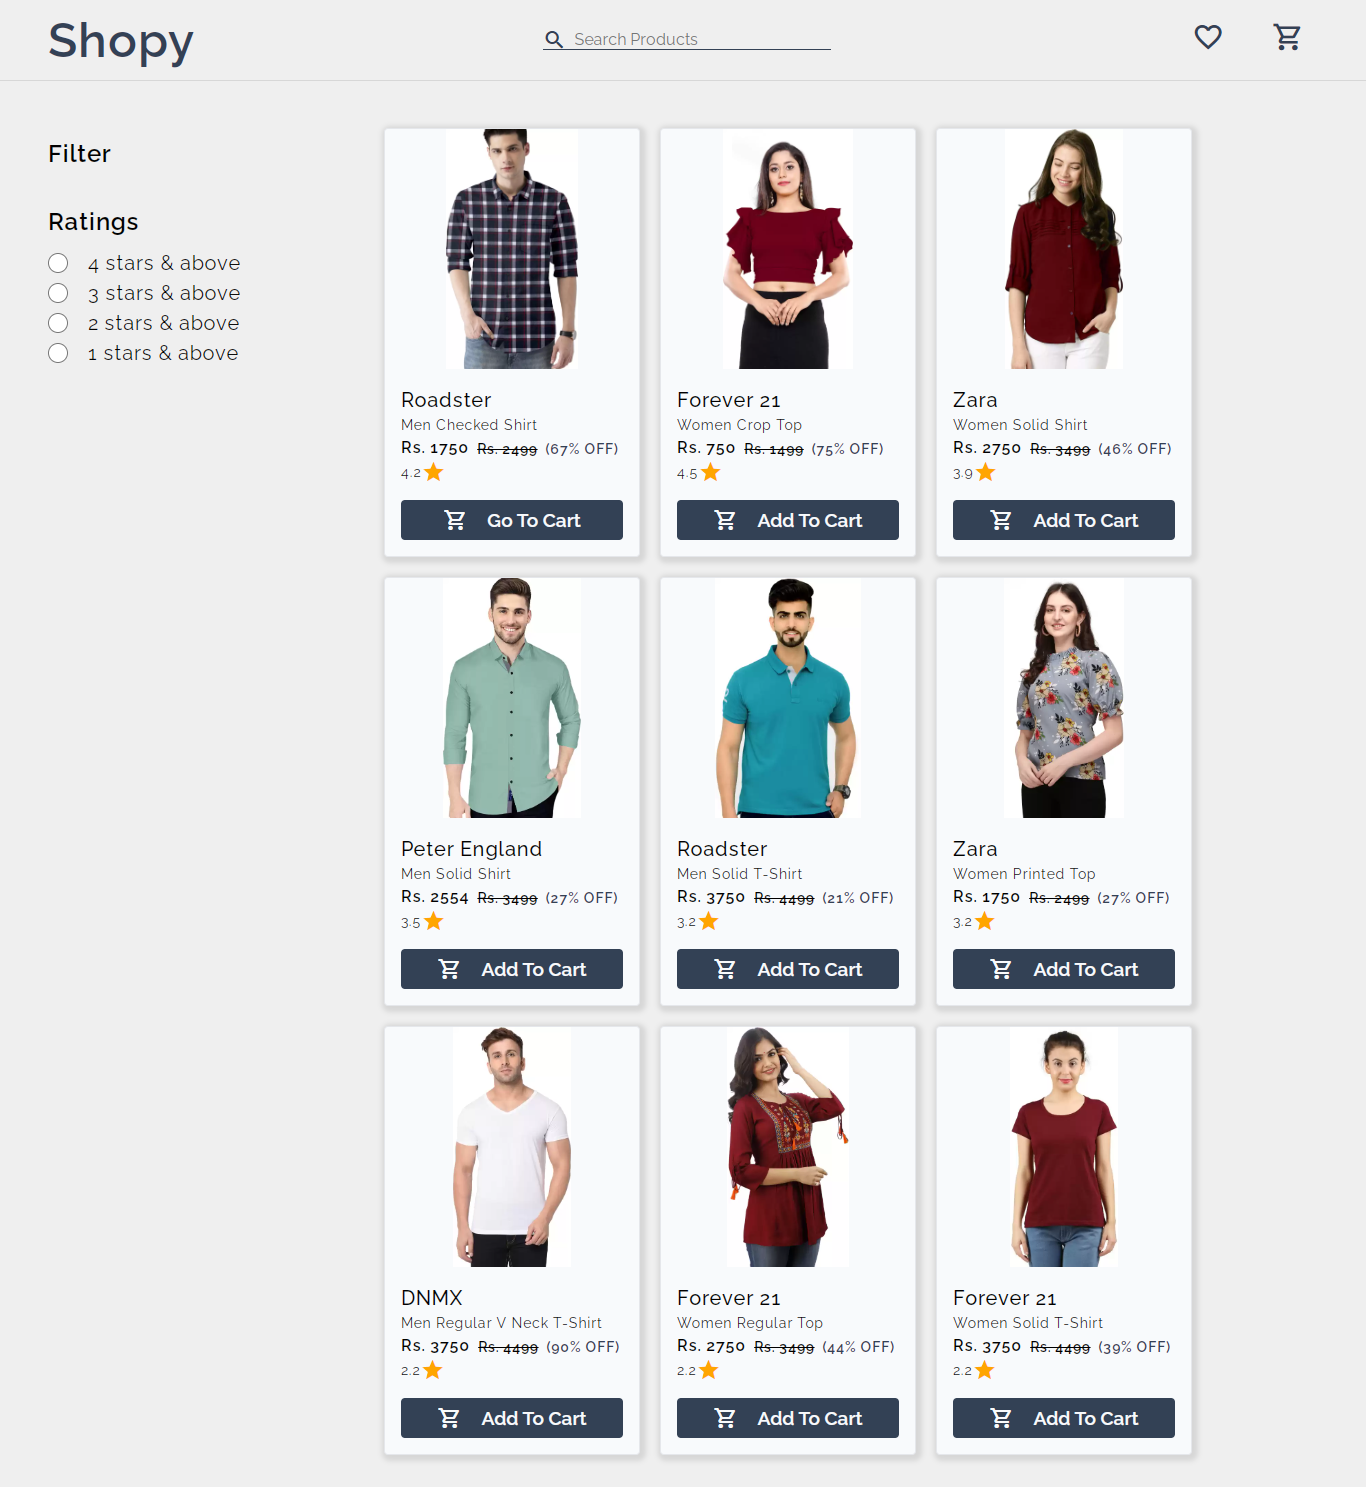 Shopy
Search Products
Filter
Ratings
4 stars & above
3 stars & above
2 stars & above
1 stars & above
Roadster
Men Checked Shirt
Rs. 1750 Rs. 2499 (67% OFF)
4.2
Go To Cart
Forever 21
Women Crop Top
Rs. 750 Rs. 1499 (75% OFF)
4.5
Add To Cart
Zara
Women Solid Shirt
Rs. 2750 Rs. 3499 (46% OFF)
3.9
Add To Cart
Peter England
Men Solid Shirt
Rs. 2554 Rs. 3499 (27% OFF)
3.5
Add To Cart
Roadster
Men Solid T-Shirt
Rs. 3750 Rs. 4499 (21% OFF)
3.2
Add To Cart
Zara
Women Printed Top
Rs. 1750 Rs. 2499 (27% OFF)
3.2
Add To Cart
DNMX
Men Regular V Neck T-Shirt
Rs. 3750 Rs. 4499 (90% OFF)
2.2
Add To Cart
Forever 21
Women Regular Top
Rs. 2750 Rs. 3499 (44% OFF)
2.2
Add To Cart
Forever 21
Women Solid T-Shirt
Rs. 3750 Rs. 4499 (39% OFF)
2.2
Add To Cart